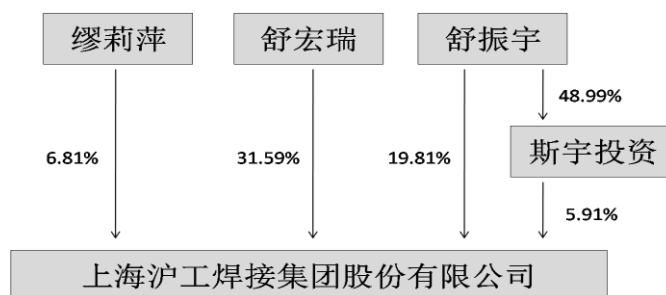 缪莉萍
舒宏瑞
舒振宇
48.99%
6.81%
31.59%
19.81%
斯宇投资
5.91%
上海沪工焊接集团股份有限公司